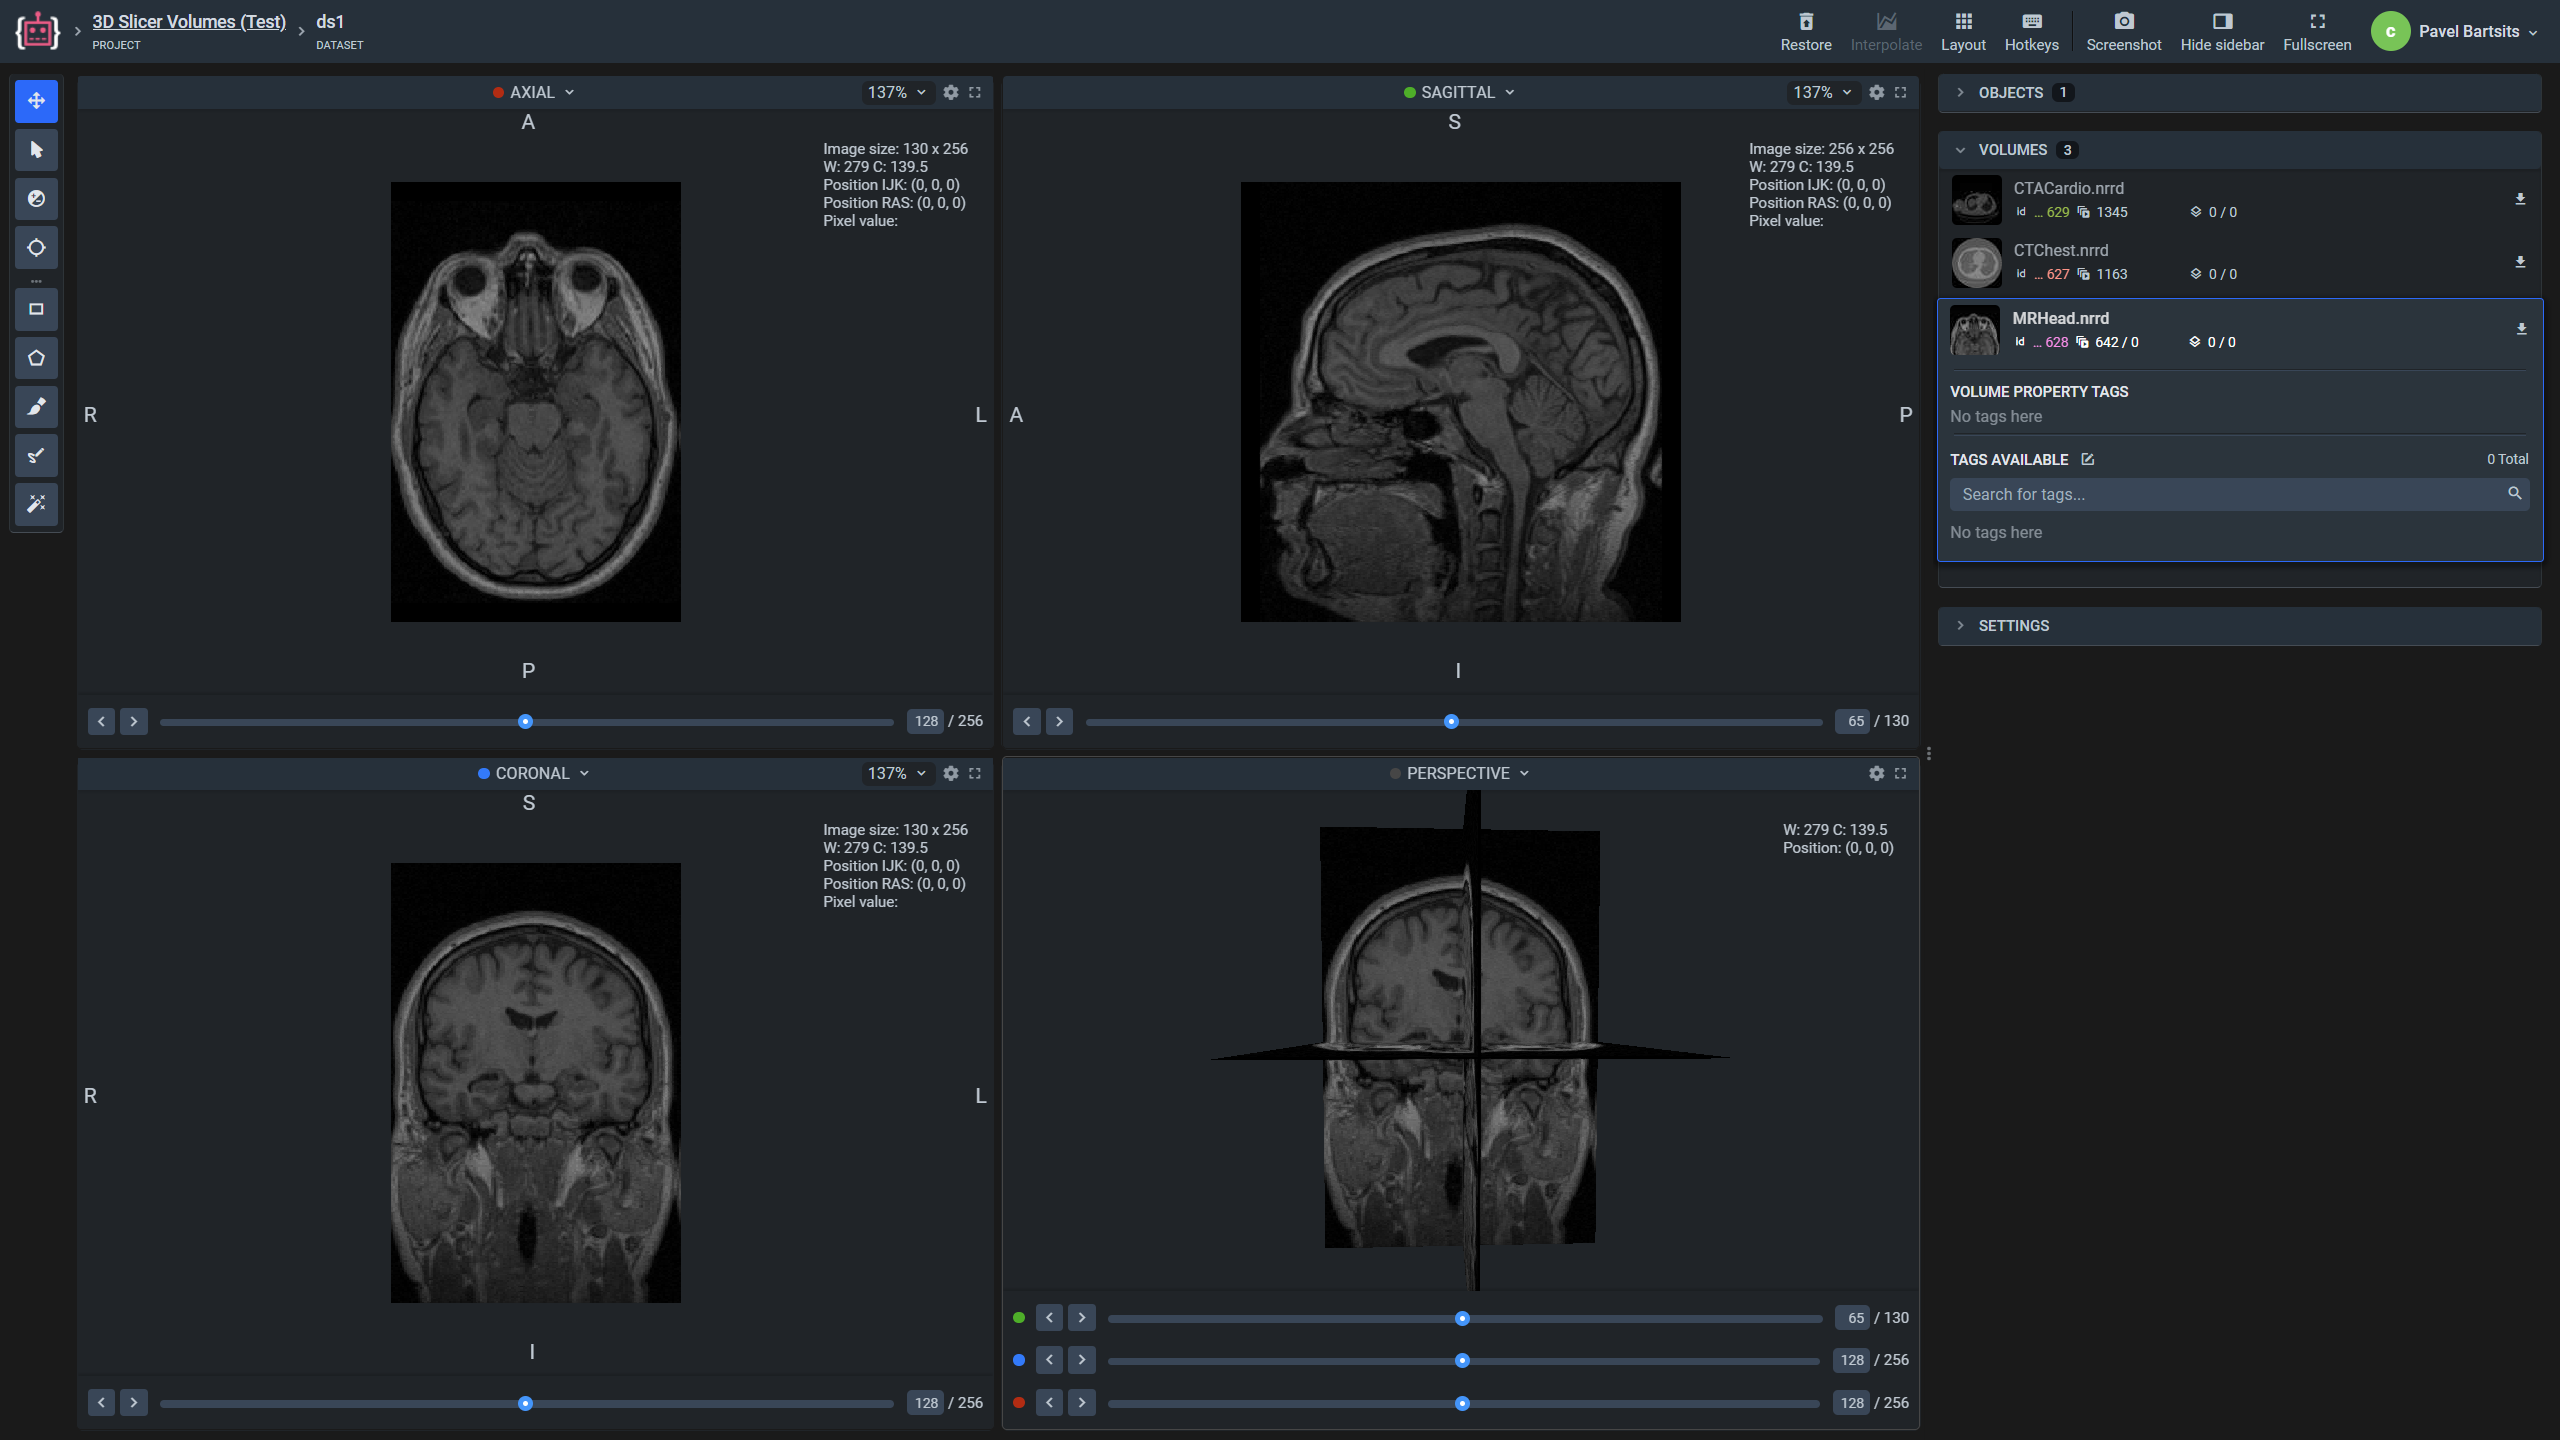 3D Slicer Volumes (Test)
PROJECT
ds1
DATASET
Restore
Interpolate
Layout
Hotkeys
Screenshot
Hide sidebar
Fullscreen
c
Pavel Bartsits
AXIAL
137%
A
Image size: 130 x 256
W: 279 C: 139.5
Position IJK: (0, 0, 0)
Position RAS: (0, 0, 0)
Pixel value:
R
L
P
128 / 256
SAGITTAL
137%
S
Image size: 256 x 256
W: 279 C: 139.5
Position IJK: (0, 0, 0)
Position RAS: (0, 0, 0)
Pixel value:
A
P
I
65 / 130
CORONAL
137%
S
Image size: 130 x 256
W: 279 C: 139.5
Position IJK: (0, 0, 0)
Position RAS: (0, 0, 0)
Pixel value:
R
L
I
128 / 256
PERSPECTIVE
W: 279 C: 139.5
Position: (0, 0, 0)
65 / 130
128 / 256
128 / 256
OBJECTS 1
VOLUMES 3
CTACardio.nrrd
id ... 629 1345 0 / 0
CTChest.nrrd
id ... 627 1163 0 / 0
MRHead.nrrd
id ... 628 642 / 0 0 / 0
VOLUME PROPERTY TAGS
No tags here
TAGS AVAILABLE 0 Total
Search for tags...
No tags here
SETTINGS